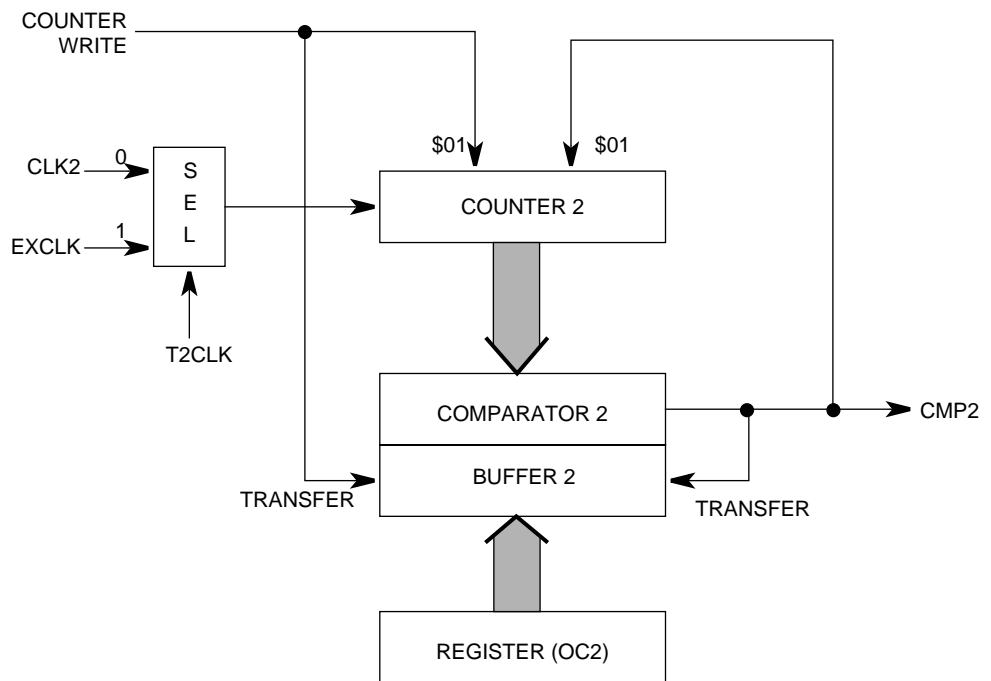 COUNTER
WRITE
$01
$01
CLK2
0
EXCLK
1
S
E
L
T2CLK
COUNTER 2
COMPARATOR 2
CMP2
BUFFER 2
TRANSFER
TRANSFER
REGISTER (OC2)